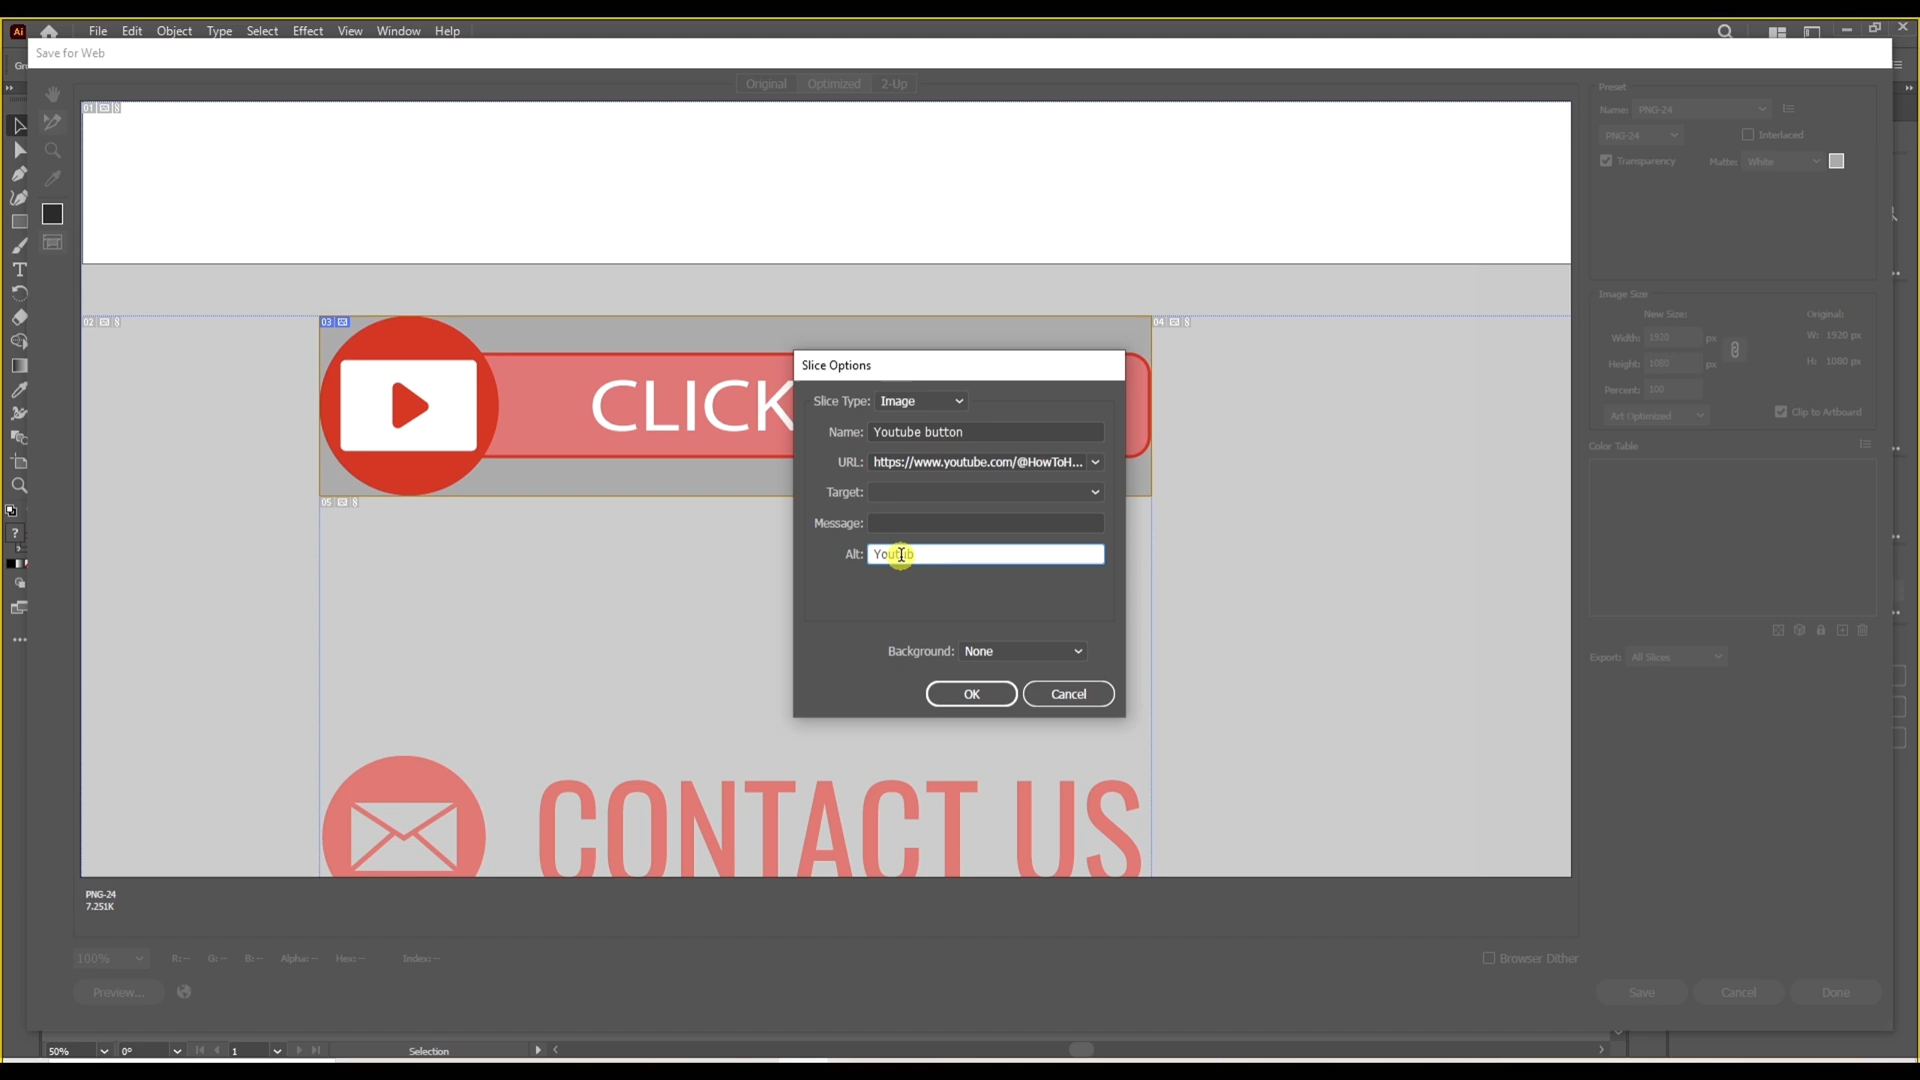 Ai File Edit Object Type Select Effect View Window Help
Save for Web
Gr
Original Optimized 2-Up
Preset
Name: PNG-24
PNG-24 Interlaced
Transparency Matte: White
01
02
03
04
05
CLICK
CONTACT US
Slice Options
Slice Type: Image
Name: Youtube button
URL: https://www.youtube.com/@HowToH...
Target:
Message:
Alt: Youtub
Background: None
OK Cancel
Image Size
New Size: Original:
Width: 1920 px W: 1920 px
Height: 1080 px H: 1080 px
Percent: 100
Art Optimized Clip to Artboard
Color Table
Export: All Slices
PNG-24
7.251K
100% R: -- G: -- B: -- Alpha: -- Hex: -- Index: -- Browser Dither
Preview... Save Cancel Done
50% 0° 1 Selection